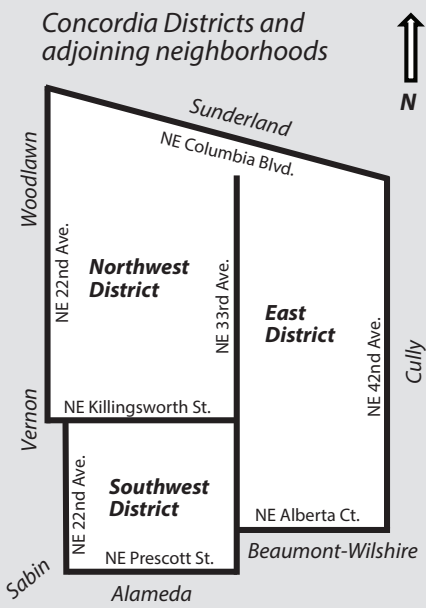 Concordia Districts and
adjoining neighborhoods
N
Sunderland
NE Columbia Blvd.
Woodlawn
NE 22nd Ave.
Northwest
District
NE 33rd Ave.
East
District
NE 42nd Ave.
Cully
Vernon
NE Killingsworth St.
NE 22nd Ave.
Southwest
District
NE Alberta Ct.
NE Prescott St.
Beaumont-Wilshire
Sabin
Alameda